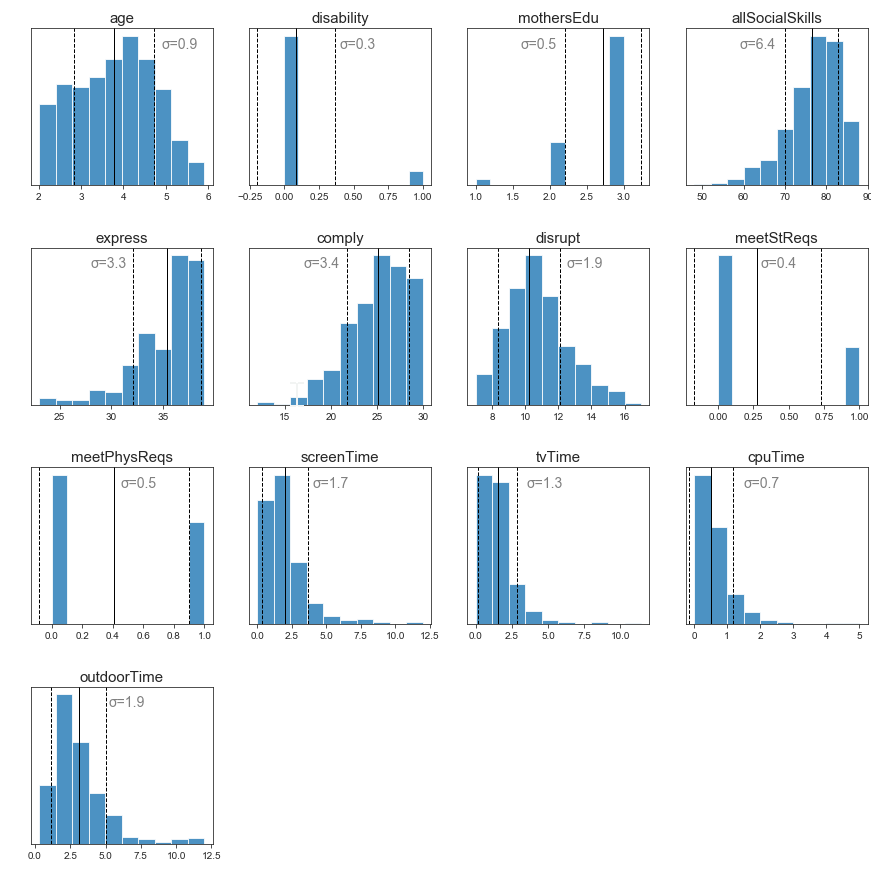 age disability mothersEdu allSocialSkills
σ=0.9 σ=0.3 σ=0.5 σ=6.4
2 3 4 5 6 −0.25 0.00 0.25 0.50 0.75 1.00 1.0 1.5 2.0 2.5 3.0 50 60 70 80 90
express comply disrupt meetStReqs
σ=3.3 σ=3.4 σ=1.9 σ=0.4
25 30 35 15 20 25 30 8 10 12 14 16 0.00 0.25 0.50 0.75 1.00
meetPhysReqs screenTime tvTime cpuTime
σ=0.5 σ=1.7 σ=1.3 σ=0.7
0.0 0.2 0.4 0.6 0.8 1.0 0.0 2.5 5.0 7.5 10.0 12.5 0.0 2.5 5.0 7.5 10.0 0 1 2 3 4 5
outdoorTime
σ=1.9
0.0 2.5 5.0 7.5 10.0 12.5